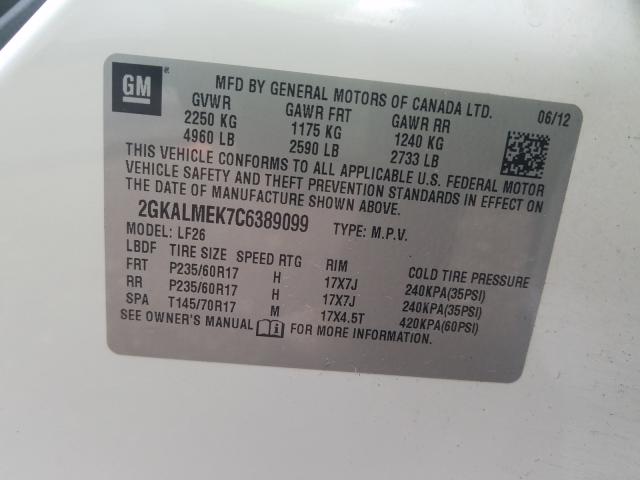 GM
MFD BY GENERAL MOTORS OF CANADA LTD.
06/12
GVWR GAWR FRT GAWR RR
2250 KG 1175 KG 1240 KG
4960 LB 2590 LB 2733 LB
THIS VEHICLE CONFORMS TO ALL APPLICABLE U.S. FEDERAL MOTOR
VEHICLE SAFETY AND THEFT PREVENTION STANDARDS IN EFFECT ON
THE DATE OF MANUFACTURE SHOWN ABOVE.
2GKALMEK7C6389099 TYPE: M.P.V.
MODEL: LF26
LBDF TIRE SIZE SPEED RTG RIM COLD TIRE PRESSURE
FRT P235/60R17 H 17X7J 240KPA(35PSI)
RR P235/60R17 H 17X7J 240KPA(35PSI)
SPA T145/70R17 M 17X4.5T 420KPA(60PSI)
SEE OWNER'S MANUAL FOR ADDITIONAL INFORMATION.